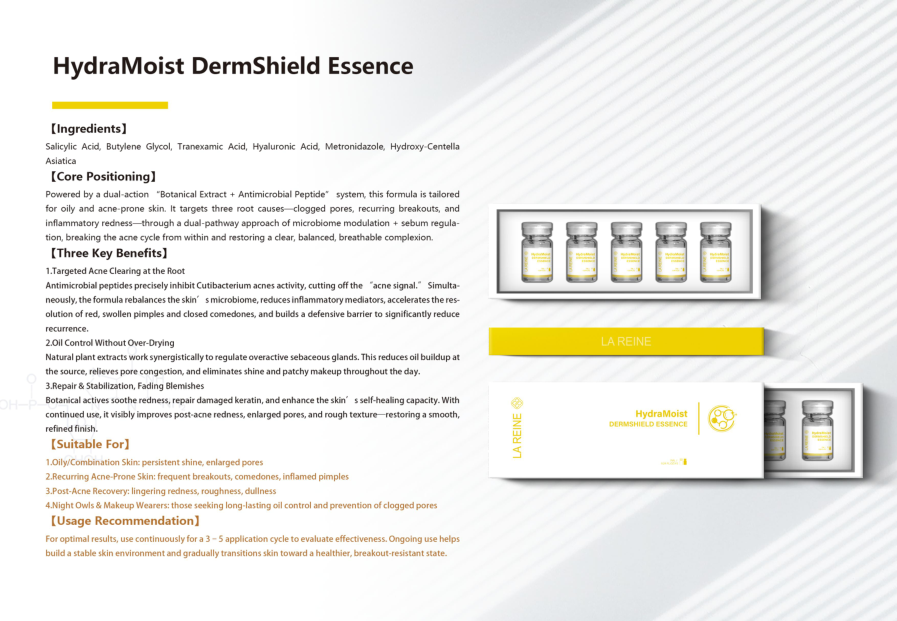 HydraMoist DermShield Essence
【Ingredients】
Salicylic Acid, Butylene Glycol, Tranexamic Acid, Hyaluronic Acid, Metronidazole, Hydroxy-Centella
Asiatica
【Core Positioning】
Powered by a dual-action “Botanical Extract + Antimicrobial Peptide” system, this formula is tailored
for oily and acne-prone skin. It targets three root causes—clogged pores, recurring breakouts, and
inflammatory redness—through a dual-pathway approach of microbiome modulation + sebum regula-
tion, breaking the acne cycle from within and restoring a clear, balanced, breathable complexion.
【Three Key Benefits】
1.Targeted Acne Clearing at the Root
Antimicrobial peptides precisely inhibit Cutibacterium acnes activity, cutting off the “acne signal.” Simulta-
neously, the formula rebalances the skin’s microbiome, reduces inflammatory mediators, accelerates the res-
olution of red, swollen pimples and closed comedones, and builds a defensive barrier to significantly reduce
recurrence.
2.Oil Control Without Over-Drying
Natural plant extracts work synergistically to regulate overactive sebaceous glands. This reduces oil buildup at
the source, relieves pore congestion, and eliminates shine and patchy makeup throughout the day.
3.Repair & Stabilization, Fading Blemishes
Botanical actives soothe redness, repair damaged keratin, and enhance the skin’s self-healing capacity. With
continued use, it visibly improves post-acne redness, enlarged pores, and rough texture—restoring a smooth,
refined finish.
【Suitable For】
1.Oily/Combination Skin: persistent shine, enlarged pores
2.Recurring Acne-Prone Skin: frequent breakouts, comedones, inflamed pimples
3.Post-Acne Recovery: lingering redness, roughness, dullness
4.Night Owls & Makeup Wearers: those seeking long-lasting oil control and prevention of clogged pores
【Usage Recommendation】
For optimal results, use continuously for a 3–5 application cycle to evaluate effectiveness. Ongoing use helps
build a stable skin environment and gradually transitions skin toward a healthier, breakout-resistant state.
LA REINE
LA REINE
HydraMoist
DERMSHIELD ESSENCE